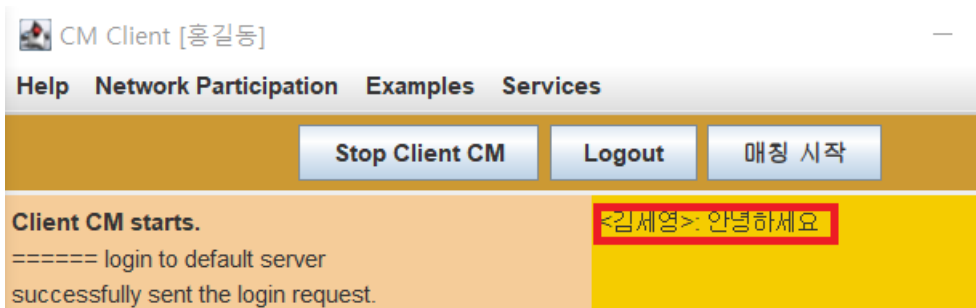 CM Client [홍길동]
Help Network Participation Examples Services
Stop Client CM Logout 매칭 시작
Client CM starts.
<김세영>: 안녕하세요
====== login to default server
successfully sent the login request.